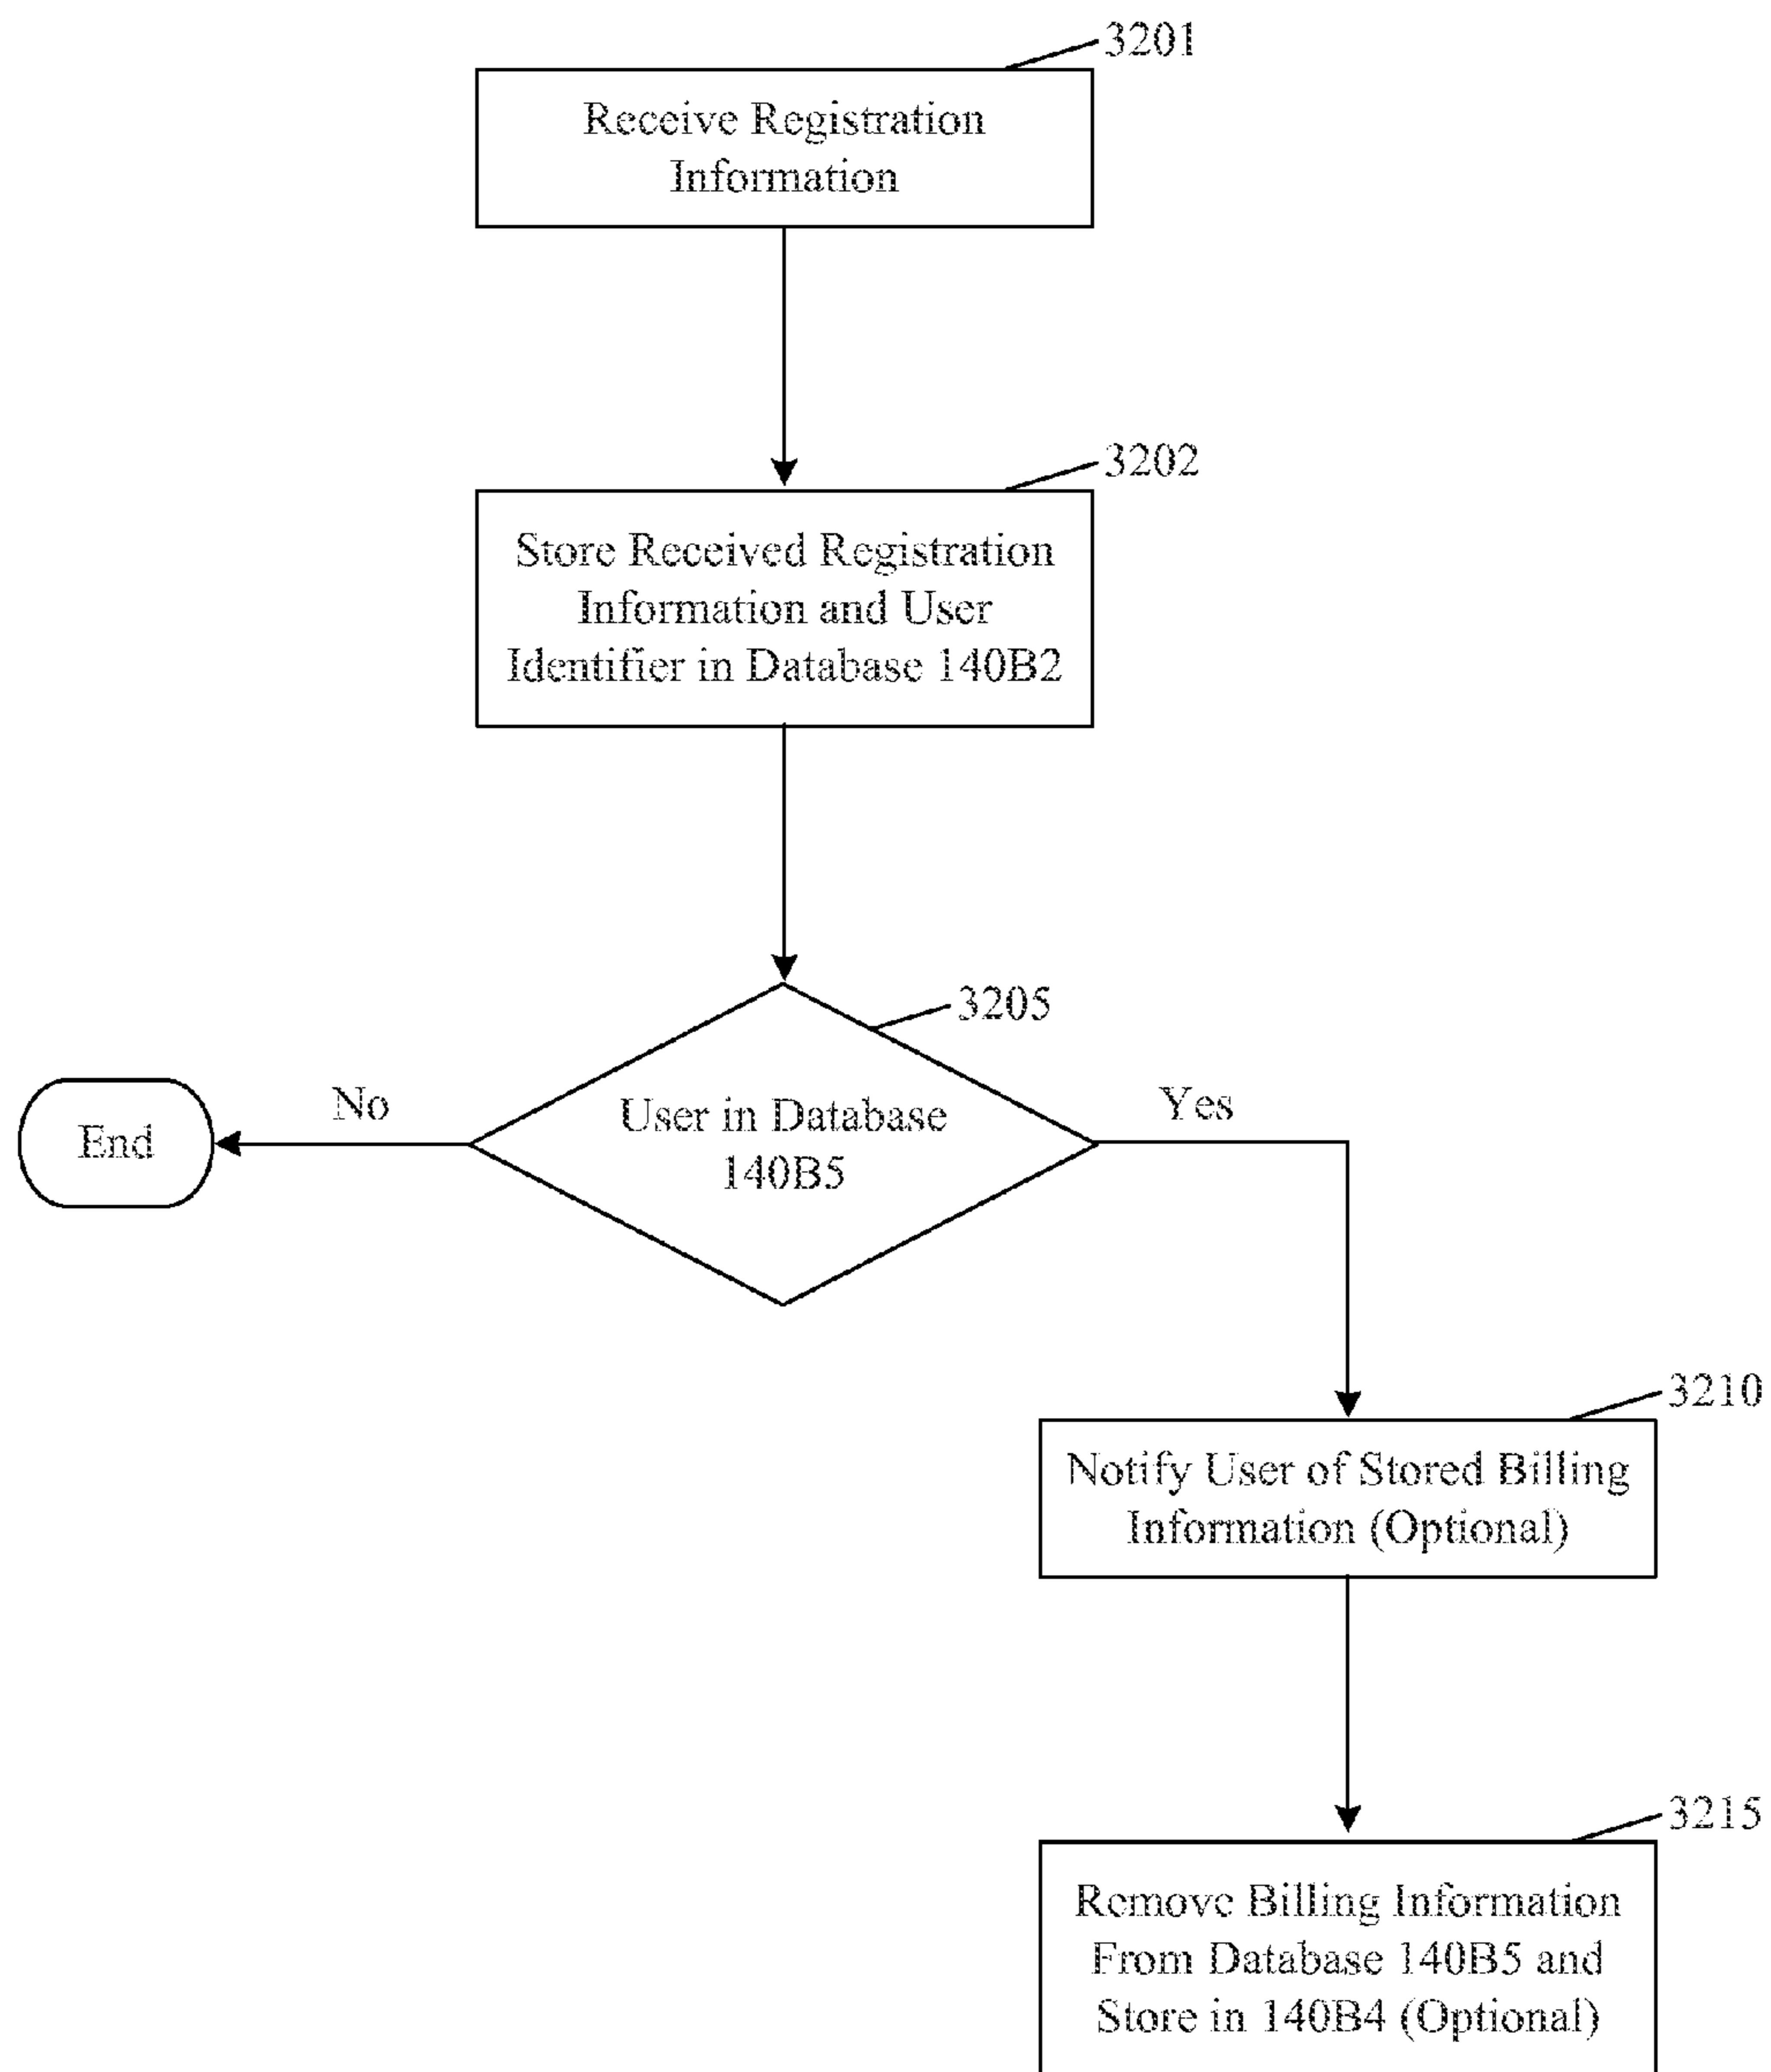 3201
Receive Registration
Information
3202
Store Received Registration
Information and User
Identifier in Database 140B2
3205
User in Database
140B5
No
Yes
End
3210
Notify User of Stored Billing
Information (Optional)
3215
Remove Billing Information
From Database 140B5 and
Store in 140B4 (Optional)